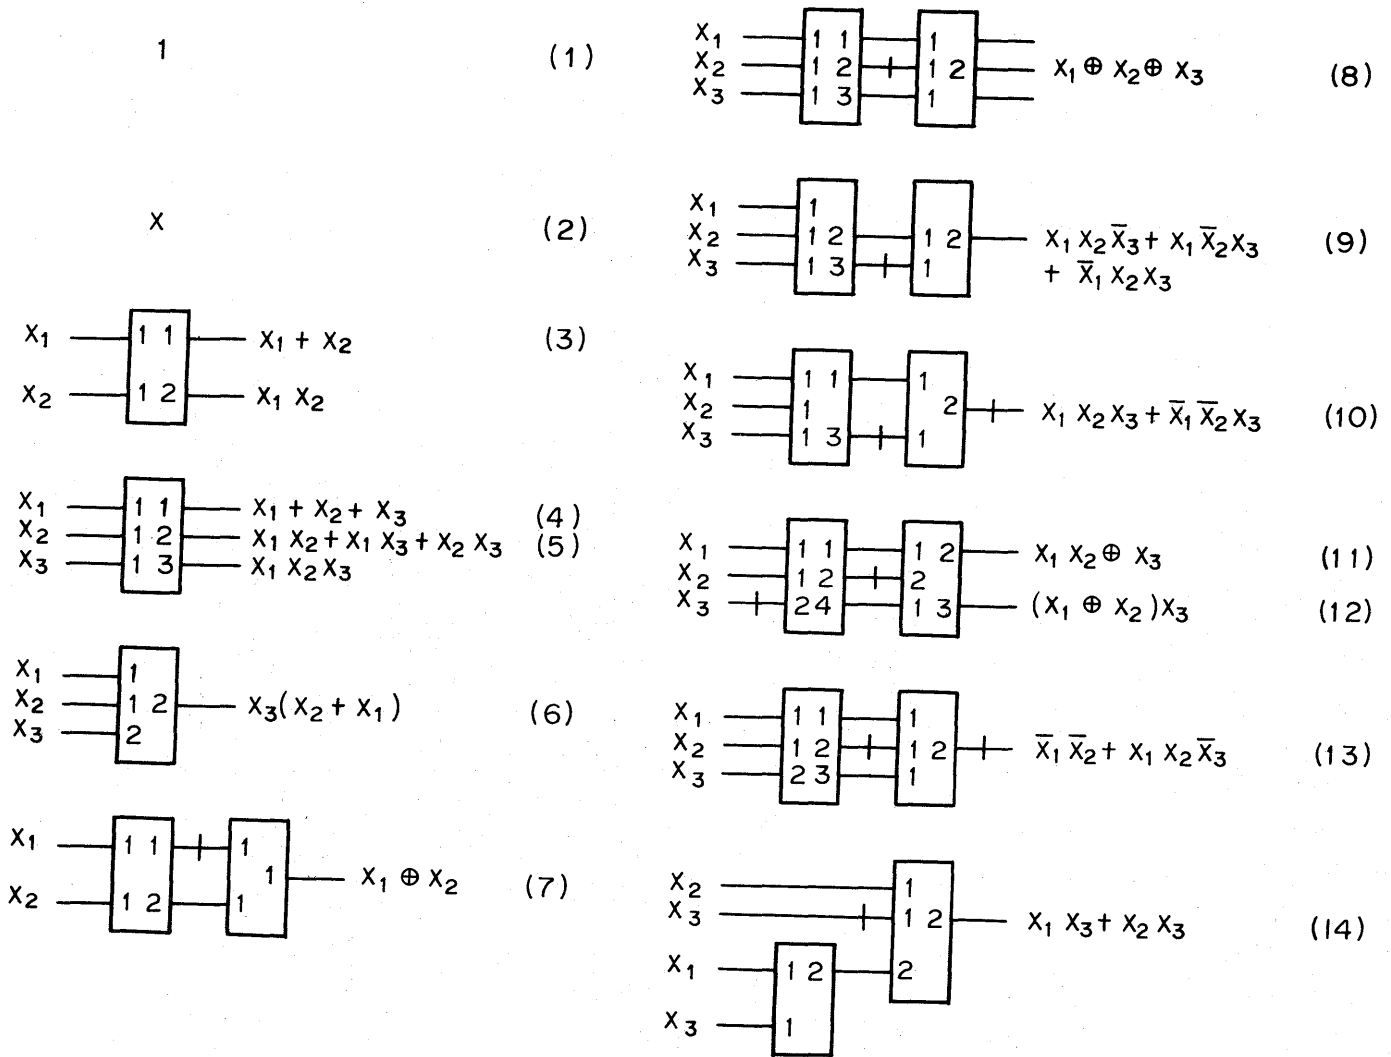 1 (1)
X (2)
X₁ 1 1 X₁ + X₂ (3)
X₂ 1 2 X₁ X₂
X₁ 1 1 X₁ + X₂ + X₃ (4)
X₂ 1 2 X₁ X₂ + X₁ X₃ + X₂ X₃ (5)
X₃ 1 3 X₁ X₂ X₃
X₁ 1
X₂ 1 2 X₃(X₂ + X₁) (6)
X₃ 2
X₁ 1 1 1
1 X₁ ⊕ X₂ (7)
X₂ 1 2 1
X₁ 1 1 1
X₂ 1 2 1 2 X₁ ⊕ X₂ ⊕ X₃ (8)
X₃ 1 3 1
X₁ 1
X₂ 1 2 1 2 X₁ X₂ X̅₃ + X₁ X̅₂ X₃ (9)
X₃ 1 3 1 + X̅₁ X₂ X₃
X₁ 1 1 1
X₂ 1 2 X₁ X₂ X₃ + X̅₁ X̅₂ X₃ (10)
X₃ 1 3 1
X₁ 1 1 1 2 X₁ X₂ ⊕ X₃ (11)
X₂ 1 2 2
X₃ 2 4 1 3 (X₁ ⊕ X₂)X₃ (12)
X₁ 1 1 1
X₂ 1 2 1 2 X̅₁ X̅₂ + X₁ X₂ X̅₃ (13)
X₃ 2 3 1
X₂ 1
X₃ 1 2 X₁ X₃ + X₂ X₃ (14)
X₁ 1 2 2
X₃ 1